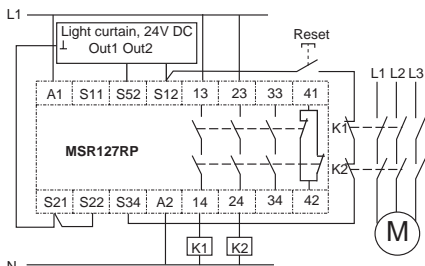 L1
Light curtain, 24V DC
⊥ Out1 Out2
Reset
L1 L2 L3
A1 S11 S52 S12 13 23 33 41
K1
MSR127RP
K2
S21 S22 S34 A2 14 24 34 42
K1 K2
M
N